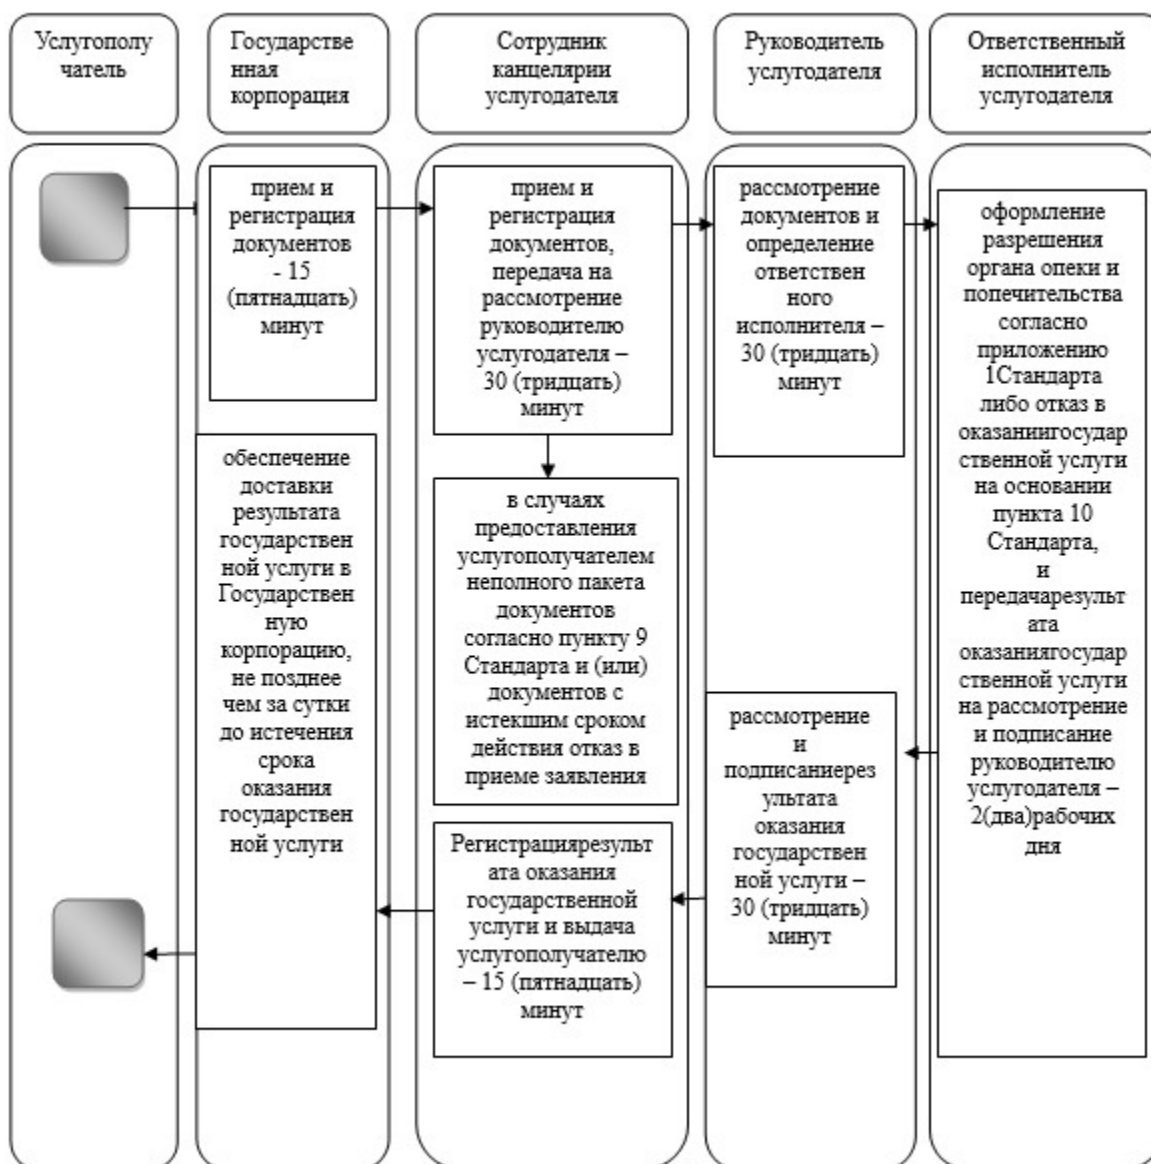 Услугополу
чатель
Государстве
нная
корпорация
Сотрудник
канцелярии
услугодателя
Руководитель
услугодателя
Ответственный
исполнитель
услугодателя
прием и
регистрация
документов
- 15
(пятнадцать)
минут
прием и
регистрация
документов,
передача на
рассмотрение
руководителю
услугодателя –
30 (тридцать)
минут
рассмотрение
документов и
определение
ответствен
ного
исполнителя –
30 (тридцать)
минут
оформление
разрешения
органа опеки и
попечительства
согласно
приложению
1Стандарта
либо отказ в
оказаниигосудар
ственной услуги
на основании
пункта 10
Стандарта,
и
передачарезульт
ата
оказаниягосудар
ственной услуги
на рассмотрение
и подписание
руководителю
услугодателя –
2(два)рабочих
дня
обеспечение
доставки
результата
государствен
ной услуги в
Государствен
ную
корпорацию,
не позднее
чем за сутки
до истечения
срока
оказания
государствен
ной услуги
в случаях
предоставления
услугополучателем
неполного пакета
документов
согласно пункту 9
Стандарта и (или)
документов с
истекшим сроком
действия отказ в
приеме заявления
рассмотрение
и
подписаниерез
ультата
оказания
государствен
ной услуги –
30 (тридцать)
минут
Регистрациярезульт
ата оказания
государственной
услуги и выдача
услугополучателю
– 15 (пятнадцать)
минут